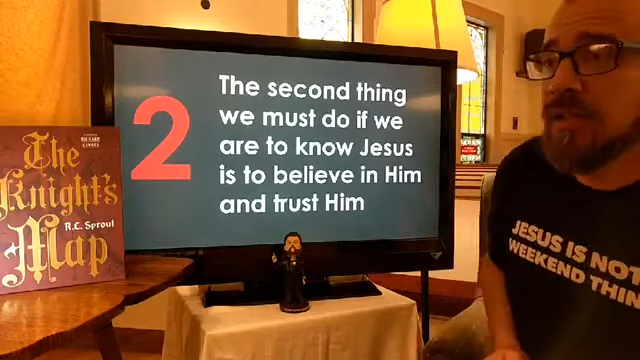 2
The second thing
we must do if we
are to know Jesus
is to believe in Him
and trust Him
The
Knight's
R.C. Sproul
Map
JESUS IS NOT
WEEKEND THIN